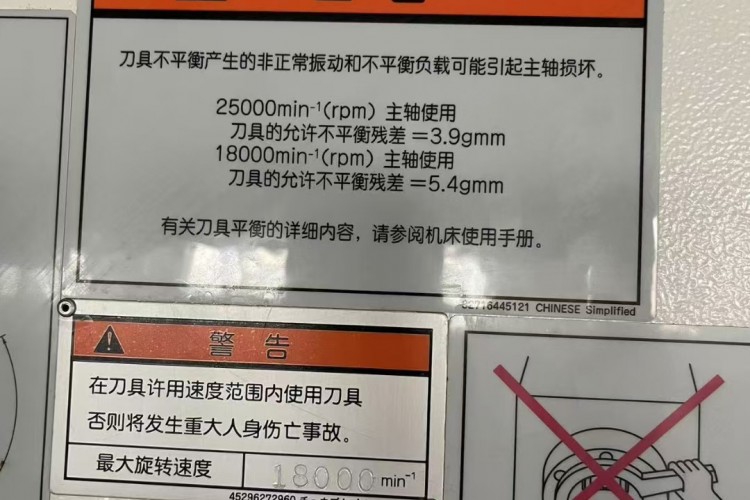 刀具不平衡产生的非正常振动和不平衡负载可能引起主轴损坏。
25000min⁻¹(rpm) 主轴使用
刀具的允许不平衡残差 =3.9gmm
18000min⁻¹(rpm) 主轴使用
刀具的允许不平衡残差 =5.4gmm
有关刀具平衡的详细内容，请参阅机床使用手册。
82716445121 CHINESE Simplified
警 告
在刀具许用速度范围内使用刀具
否则将发生重大人身伤亡事故。
最大旋转速度 18000 min⁻¹
45296272960